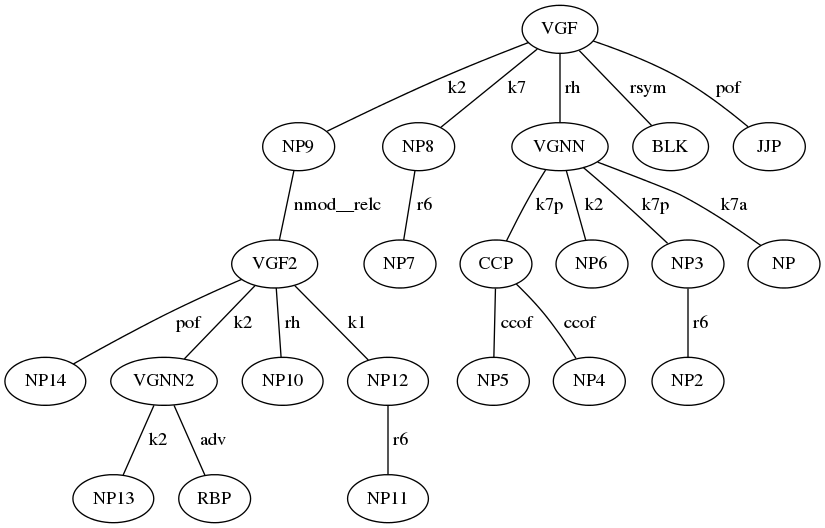 VGF
k2 k7 rh rsym pof
NP9 NP8 VGNN BLK JJP
nmod__relc r6 k7p k2 k7p k7a
VGF2 NP7 CCP NP6 NP3 NP
pof k2 rh k1 ccof ccof r6
NP14 VGNN2 NP10 NP12 NP5 NP4 NP2
k2 adv r6
NP13 RBP NP11